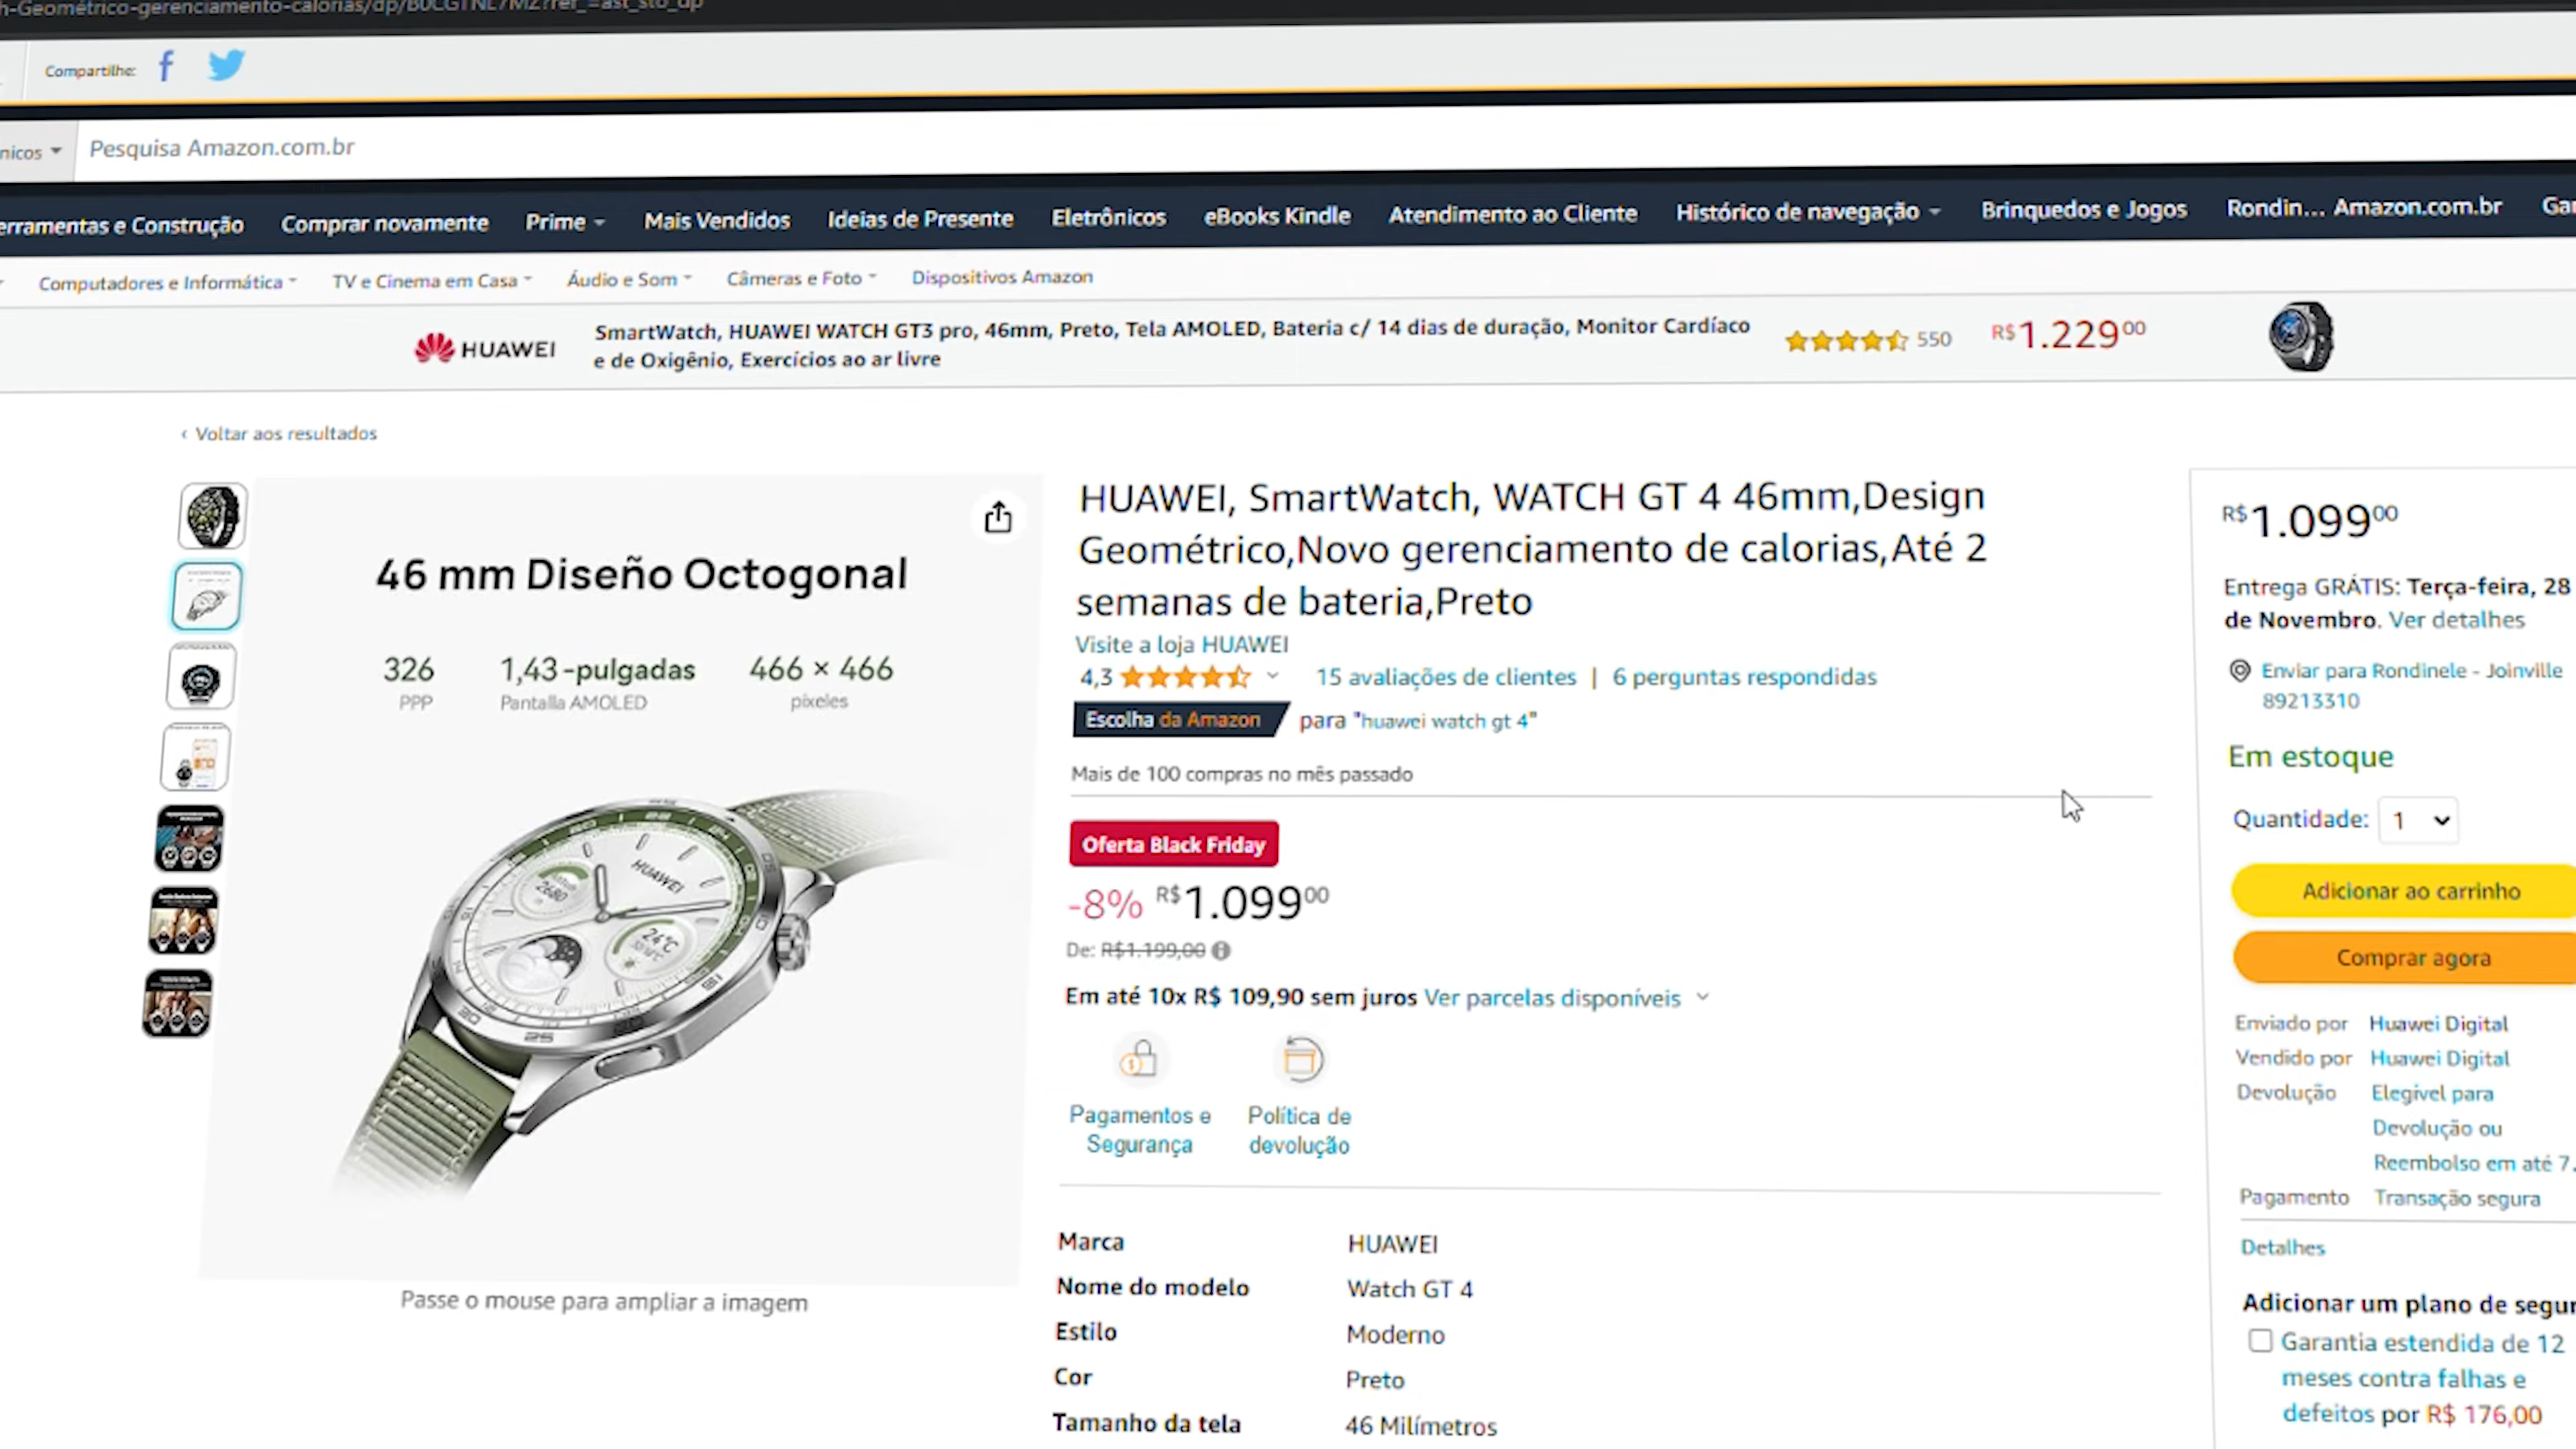 Compartilhe:
Pesquisa Amazon.com.br
Comprar novamente
Prime
Mais Vendidos
Ideias de Presente
Eletrônicos
eBooks Kindle
Atendimento ao Cliente
Histórico de navegação
Brinquedos e Jogos
Rondin... Amazon.com.br
Computadores e Informática
TV e Cinema em Casa
Áudio e Som
Câmeras e Foto
Dispositivos Amazon
HUAWEI
SmartWatch, HUAWEI WATCH GT3 pro, 46mm, Preto, Tela AMOLED, Bateria c/ 14 dias de duração, Monitor Cardíaco
e de Oxigênio, Exercícios ao ar livre
550
R$1.22900
‹ Voltar aos resultados
46 mm Diseño Octogonal
326
PPP
1,43-pulgadas
Pantalla AMOLED
466 × 466
píxeles
HUAWEI
Passe o mouse para ampliar a imagem
HUAWEI, SmartWatch, WATCH GT 4 46mm,Design
Geométrico,Novo gerenciamento de calorias,Até 2
semanas de bateria,Preto
Visite a loja HUAWEI
4,3
15 avaliações de clientes | 6 perguntas respondidas
Escolha da Amazon para "huawei watch gt 4"
Mais de 100 compras no mês passado
Oferta Black Friday
-8% R$1.09900
De: R$1.199,00
Em até 10x R$ 109,90 sem juros Ver parcelas disponíveis
Pagamentos e
Segurança
Política de
devolução
Marca HUAWEI
Nome do modelo Watch GT 4
Estilo Moderno
Cor Preto
Tamanho da tela 46 Milímetros
R$1.09900
Entrega GRÁTIS: Terça-feira, 28
de Novembro. Ver detalhes
Enviar para Rondinele - Joinville
89213310
Em estoque
Quantidade: 1
Adicionar ao carrinho
Comprar agora
Enviado por Huawei Digital
Vendido por Huawei Digital
Devolução Elegível para
Devolução ou
Reembolso em até 7
Pagamento Transação segura
Detalhes
Adicionar um plano de
Garantia estendida de 12
meses contra falhas e
defeitos por R$ 176,00